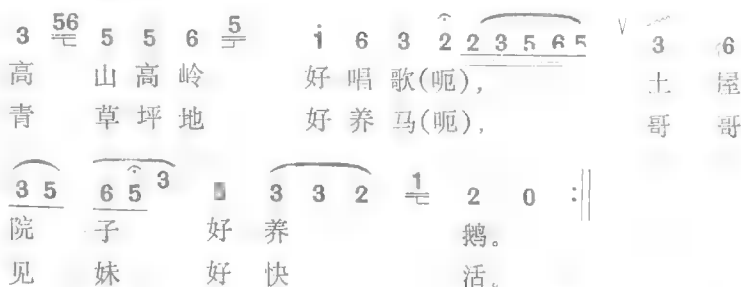 3 56 5 5 6 5 i 6 3 2 2 3 5 6 5 V 3 6
高 山 高 岭 好 唱 歌(呃), 土 屋
青 草 坪 地 好 养 马(呃), 哥 哥
3 5 6 5 3 3 3 2 1 2 0 :‖
院 子 好 养 鹅。
见 妹 好 快 活。